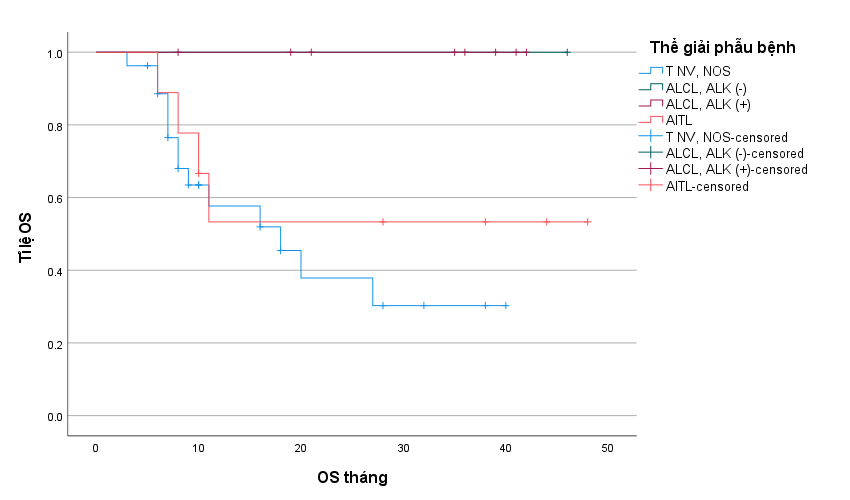 Thể giải phẫu bệnh
T NV, NOS
ALCL, ALK (-)
ALCL, ALK (+)
AITL
T NV, NOS-censored
ALCL, ALK (-)-censored
ALCL, ALK (+)-censored
AITL-censored
Tỉ lệ OS
1.0
0.8
0.6
0.4
0.2
0.0
0 10 20 30 40 50
OS tháng